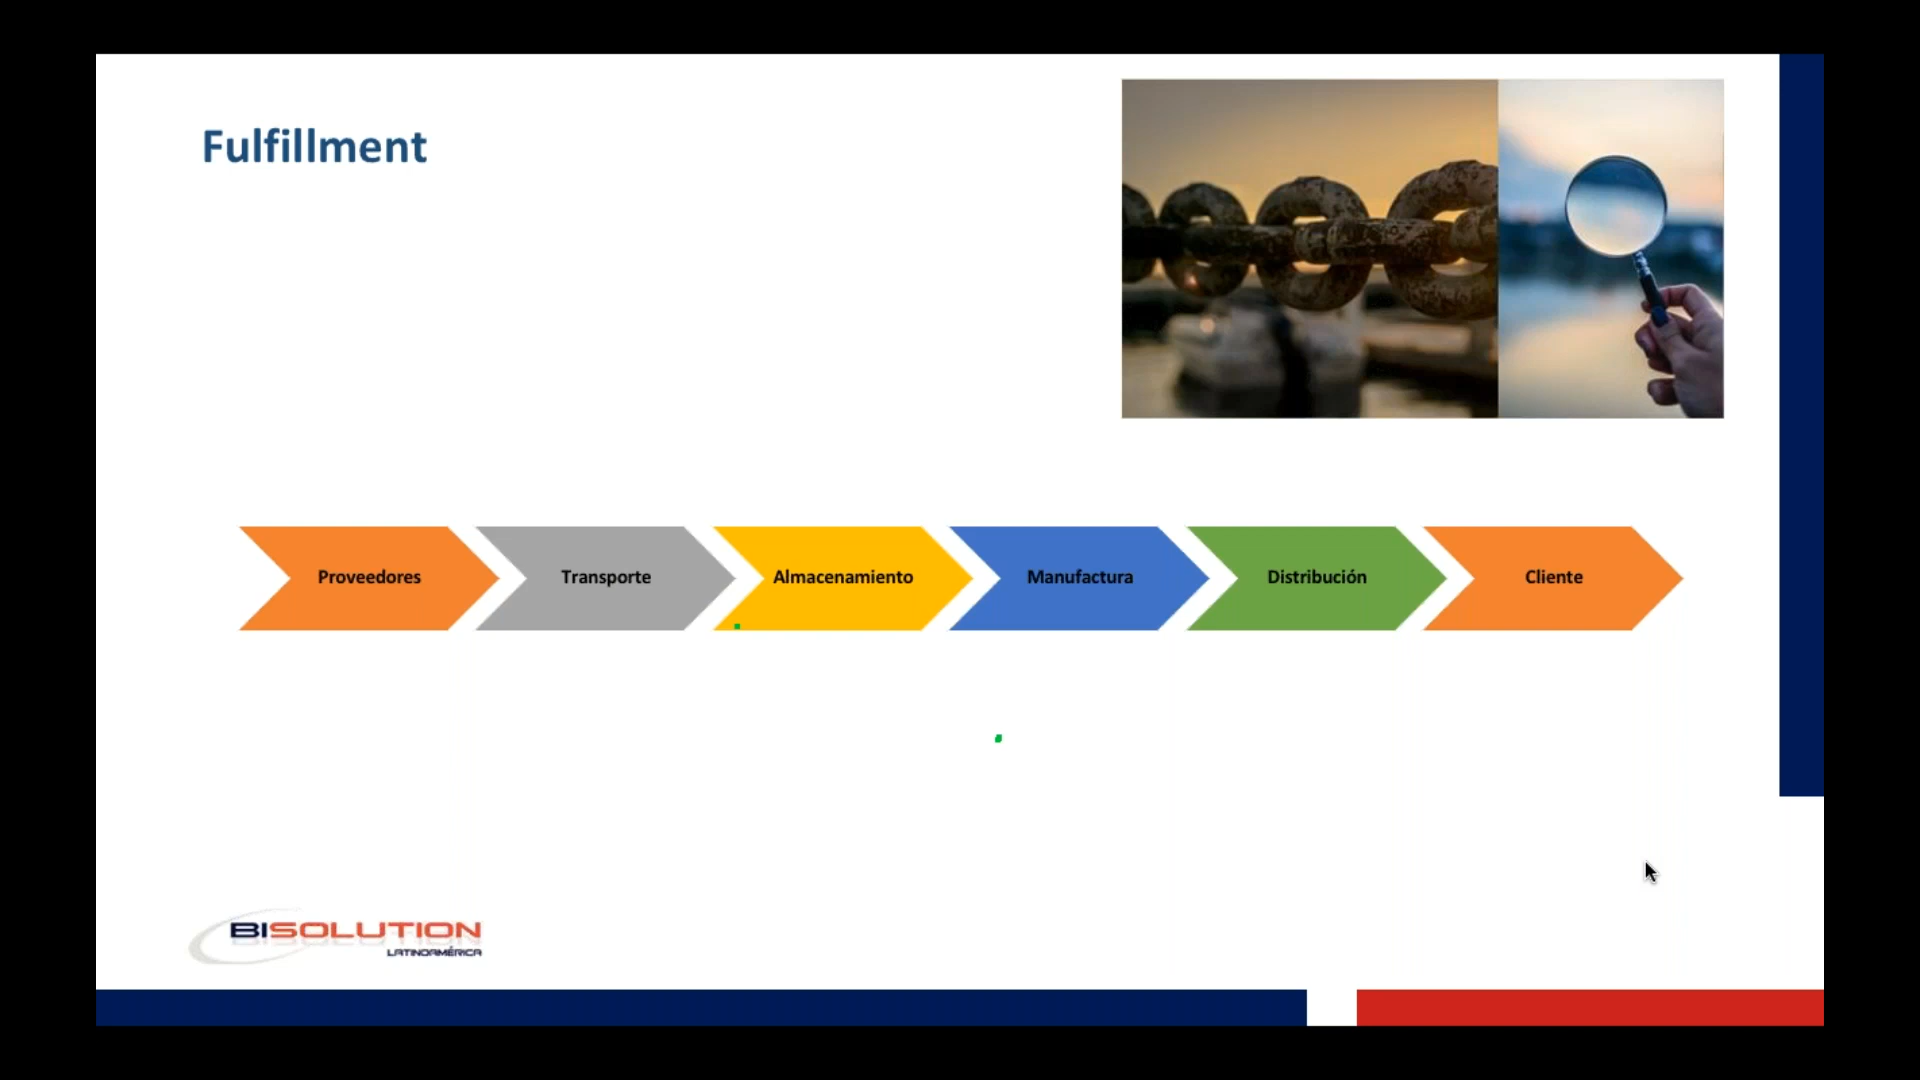 Fulfillment
Proveedores
Transporte
Almacenamiento
Manufactura
Distribución
Cliente
BISOLUTION
LATINOAMÉRICA